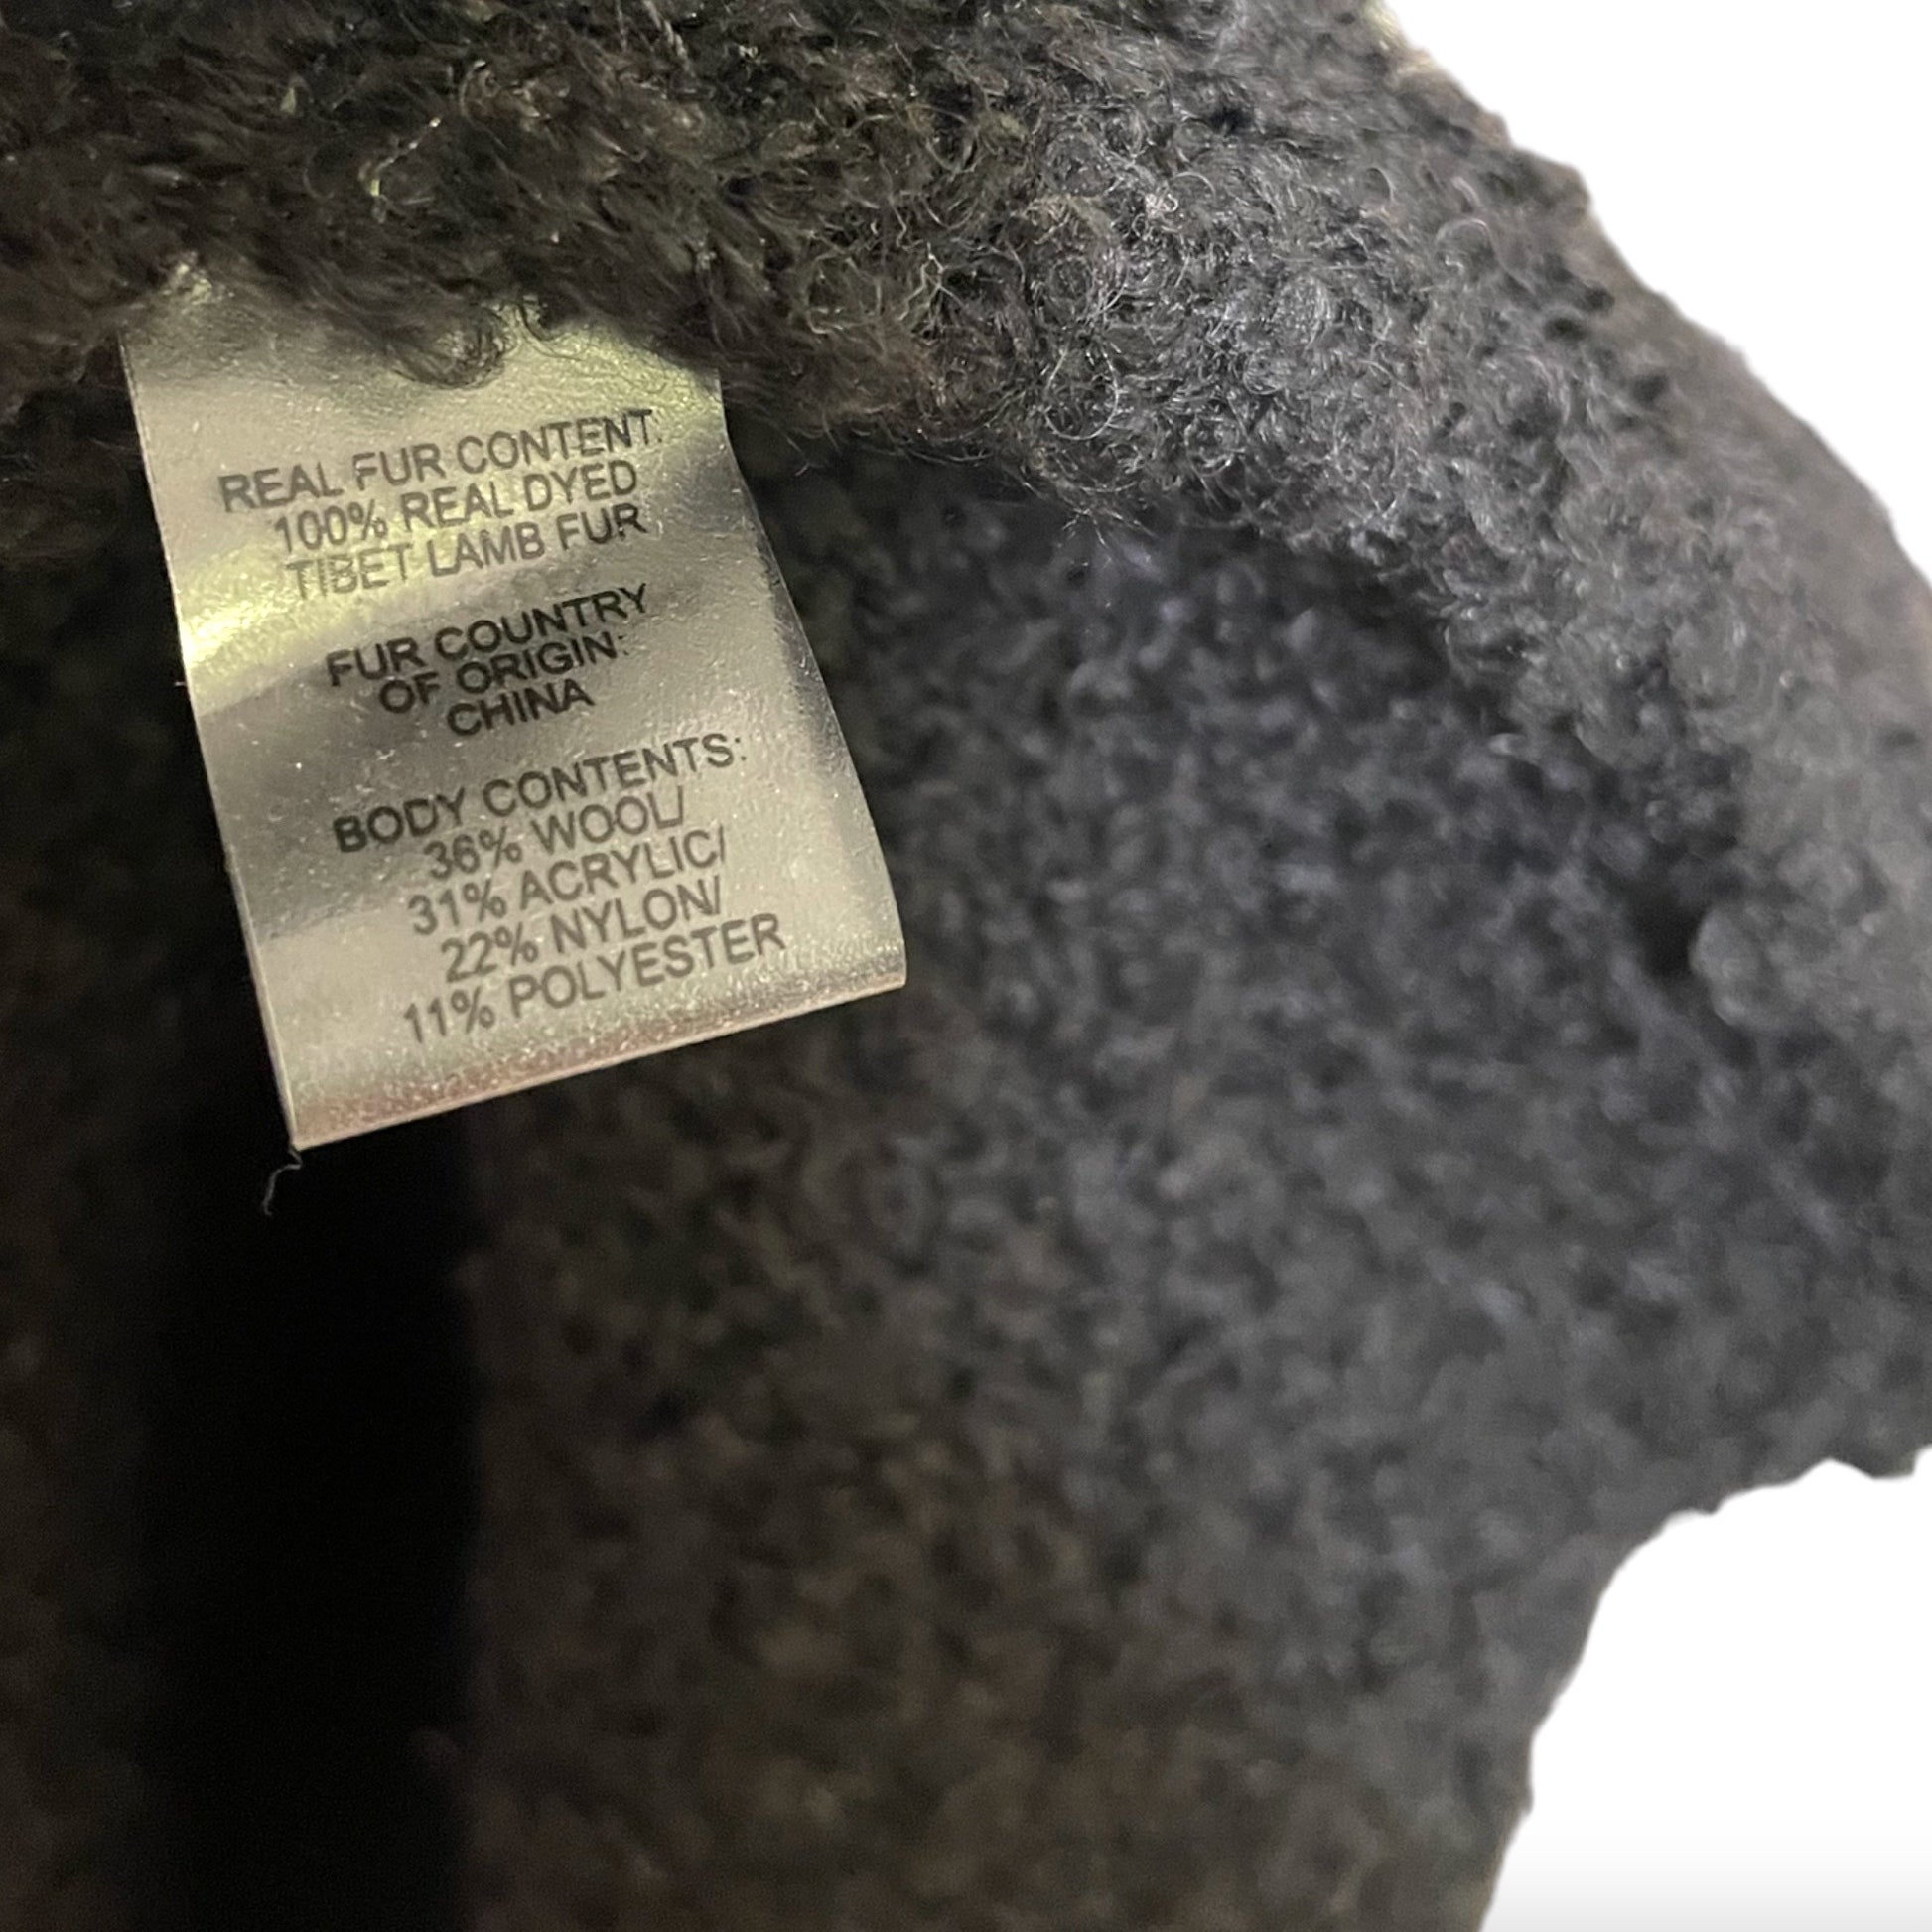 REAL FUR CONTENT:
100% REAL DYED
TIBET LAMB FUR
FUR COUNTRY
OF ORIGIN:
CHINA
BODY CONTENTS:
36% WOOL/
31% ACRYLIC/
22% NYLON/
11% POLYESTER